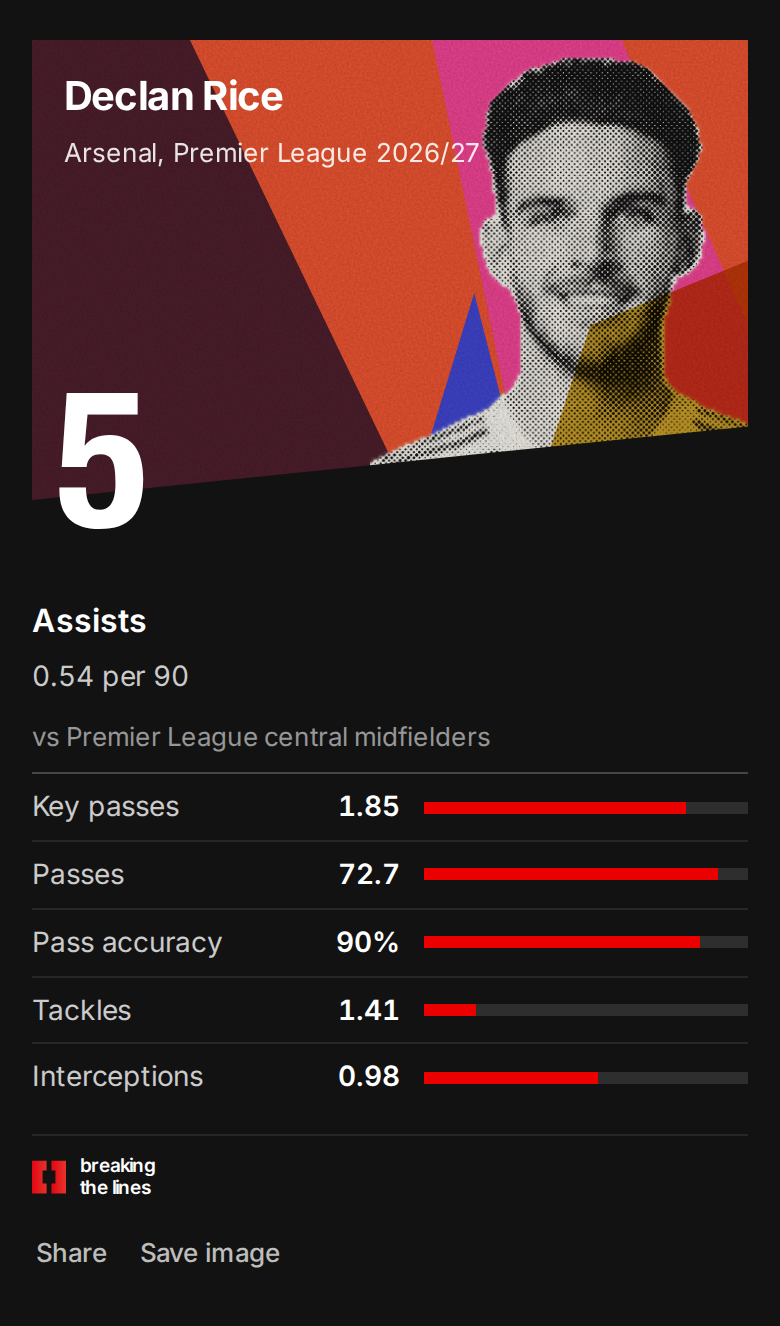 Declan Rice
Arsenal, Premier League 2026/27
5
Assists
0.54 per 90
vs Premier League central midfielders
Key passes 1.85
Passes 72.7
Pass accuracy 90%
Tackles 1.41
Interceptions 0.98
breaking
the lines
Share Save image